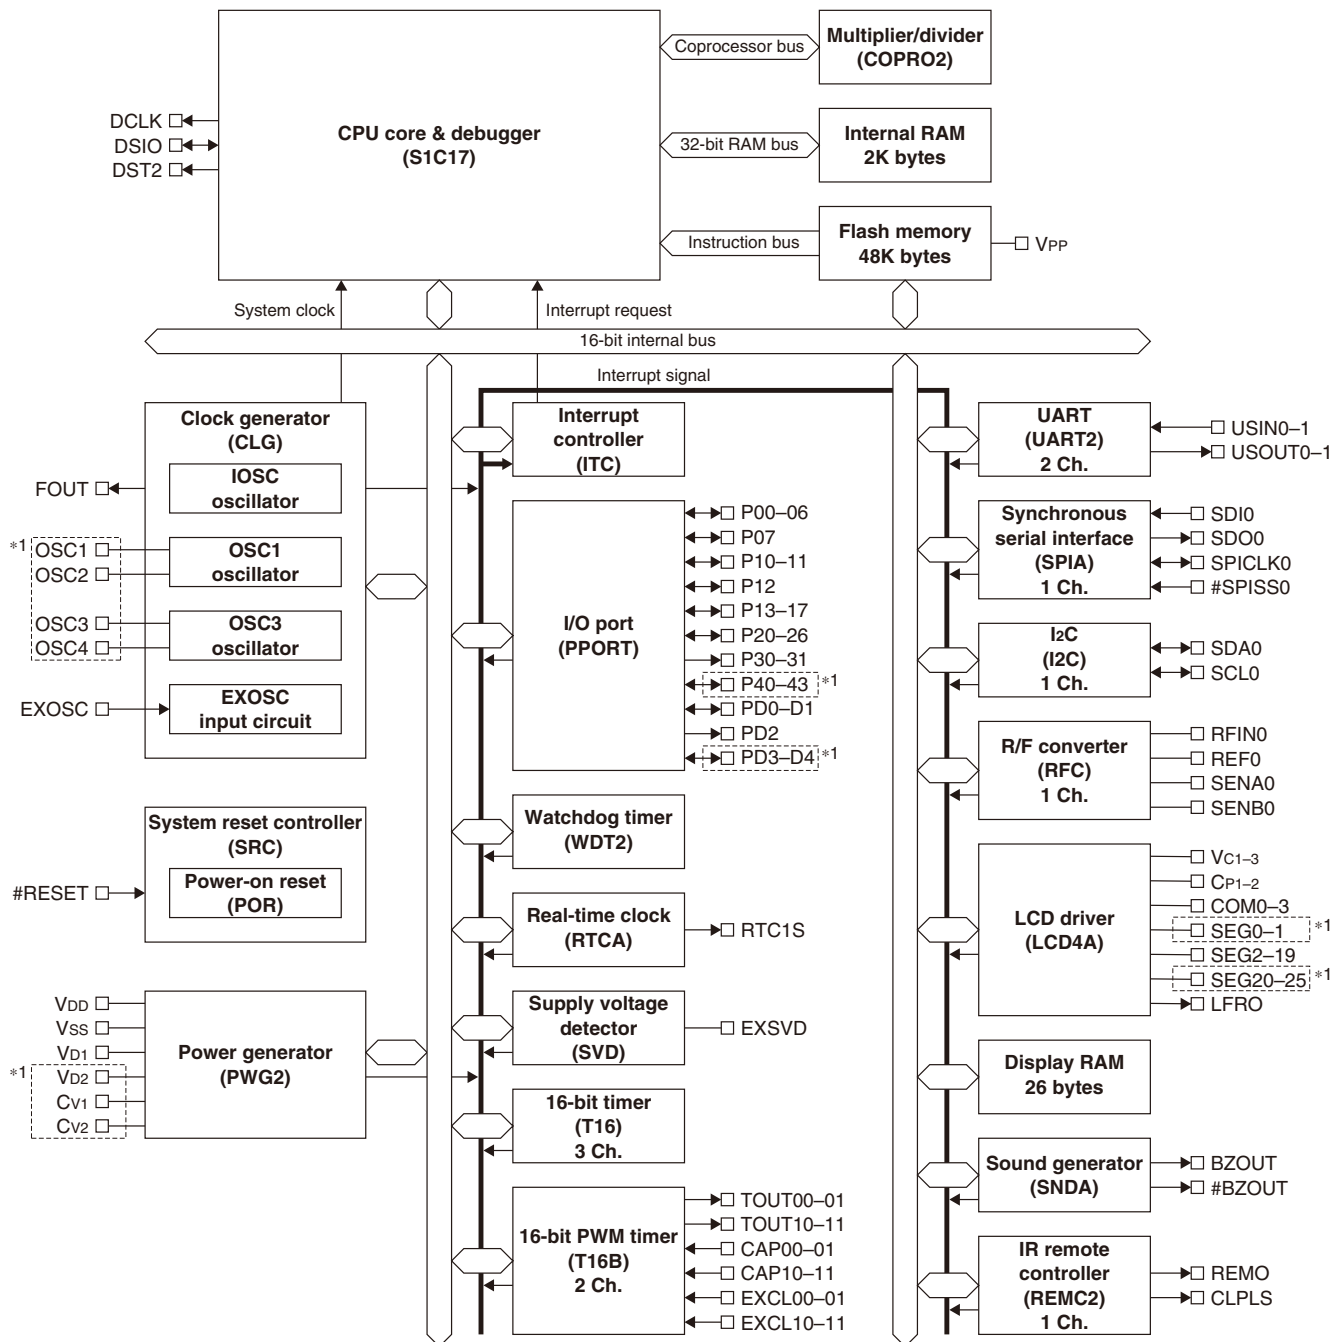 Coprocessor bus
Multiplier/divider
(COPRO2)
DCLK
DSIO
DST2
CPU core & debugger
(S1C17)
32-bit RAM bus
Internal RAM
2K bytes
Instruction bus
Flash memory
48K bytes
VPP
System clock
Interrupt request
16-bit internal bus
Interrupt signal
Clock generator
(CLG)
IOSC
oscillator
FOUT
*1
OSC1
OSC2
OSC1
oscillator
OSC3
OSC4
OSC3
oscillator
EXOSC
EXOSC
input circuit
System reset controller
(SRC)
#RESET
Power-on reset
(POR)
VDD
VSS
VD1
*1
VD2
CV1
CV2
Power generator
(PWG2)
Interrupt
controller
(ITC)
I/O port
(PPORT)
P00–06
P07
P10–11
P12
P13–17
P20–26
P30–31
P40–43
*1
PD0–D1
PD2
PD3–D4
*1
Watchdog timer
(WDT2)
Real-time clock
(RTCA)
RTC1S
Supply voltage
detector
(SVD)
EXSVD
16-bit timer
(T16)
3 Ch.
16-bit PWM timer
(T16B)
2 Ch.
TOUT00–01
TOUT10–11
CAP00–01
CAP10–11
EXCL00–01
EXCL10–11
UART
(UART2)
2 Ch.
USIN0–1
USOUT0–1
Synchronous
serial interface
(SPIA)
1 Ch.
SDI0
SDO0
SPICLK0
#SPISS0
I2C
(I2C)
1 Ch.
SDA0
SCL0
R/F converter
(RFC)
1 Ch.
RFIN0
REF0
SENA0
SENB0
LCD driver
(LCD4A)
VC1–3
CP1–2
COM0–3
SEG0–1
*1
SEG2–19
SEG20–25
*1
LFRO
Display RAM
26 bytes
Sound generator
(SNDA)
BZOUT
#BZOUT
IR remote
controller
(REMC2)
1 Ch.
REMO
CLPLS